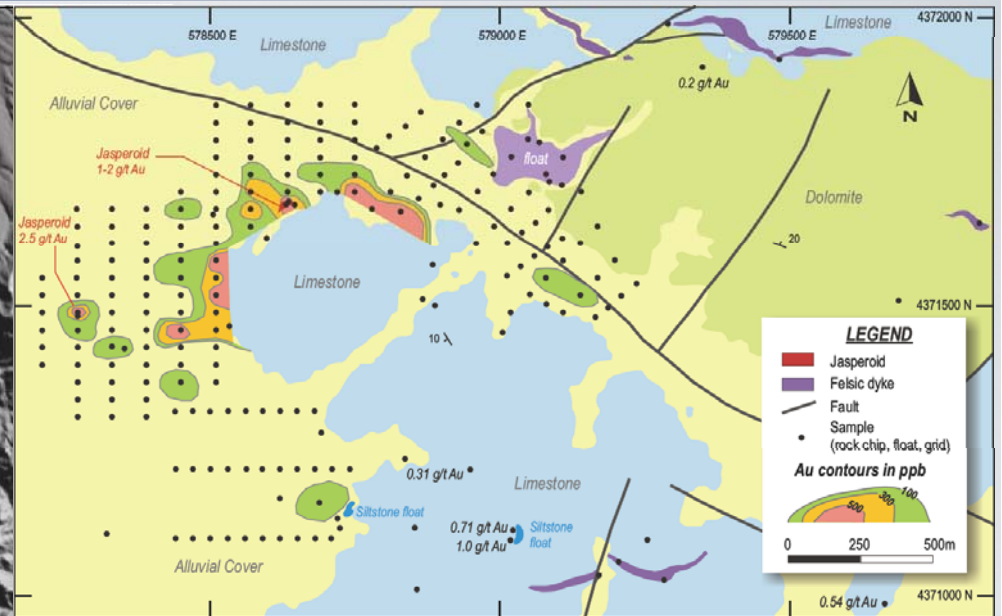 578500 E
579000 E
579500 E
4372000 N
Limestone
Limestone
0.2 g/t Au
Alluvial Cover
N
Jasperoid
1-2 g/t Au
float
Dolomite
Jasperoid
2.5 g/t Au
20
Limestone
4371500 N
10
LEGEND
Jasperoid
Felsic dyke
Fault
Sample
(rock chip, float, grid)
Au contours in ppb
100
300
500
0 250 500m
0.31 g/t Au
Limestone
Siltstone float
0.71 g/t Au
1.0 g/t Au
Siltstone
float
Alluvial Cover
4371000 N
0.54 g/t Au